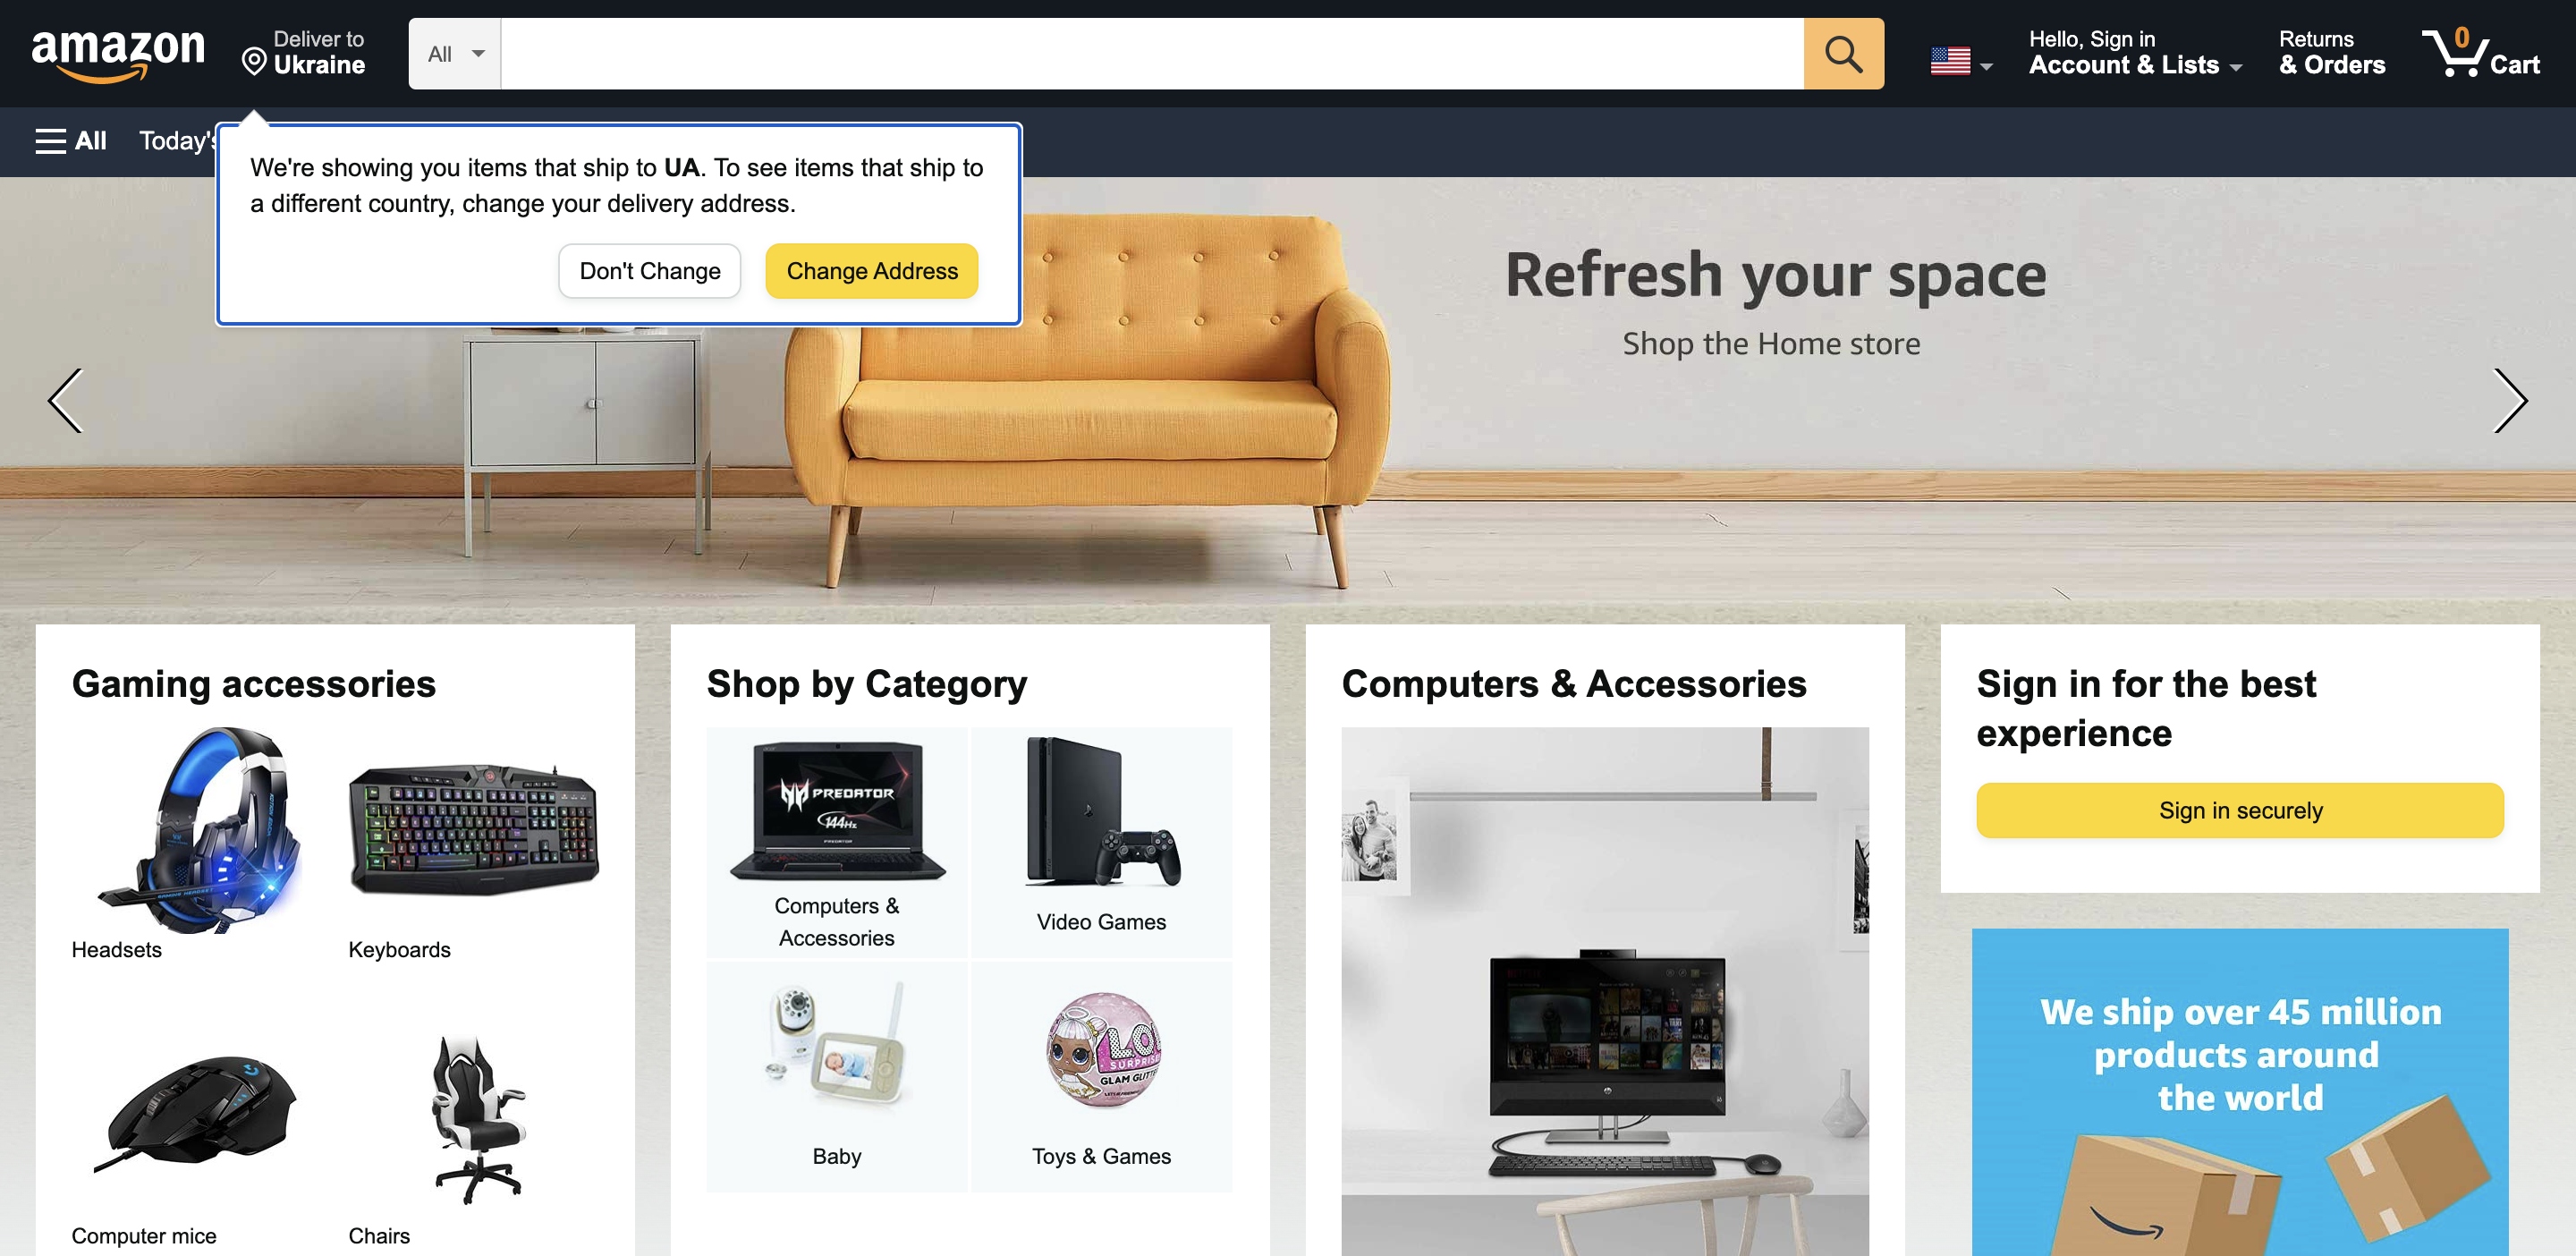 amazon
Deliver to
Ukraine
All
Hello, Sign in
Account & Lists
Returns
& Orders
0
Cart
All
Today's
We're showing you items that ship to UA. To see items that ship to
a different country, change your delivery address.
Don't Change
Change Address
Refresh your space
Shop the Home store
Gaming accessories
Headsets
Keyboards
Computer mice
Chairs
Shop by Category
PREDATOR
144Hz
Computers &
Accessories
Video Games
LOL
SURPRISE
GLAM GLITTER
Baby
Toys & Games
Computers & Accessories
Sign in for the best
experience
Sign in securely
We ship over 45 million
products around
the world